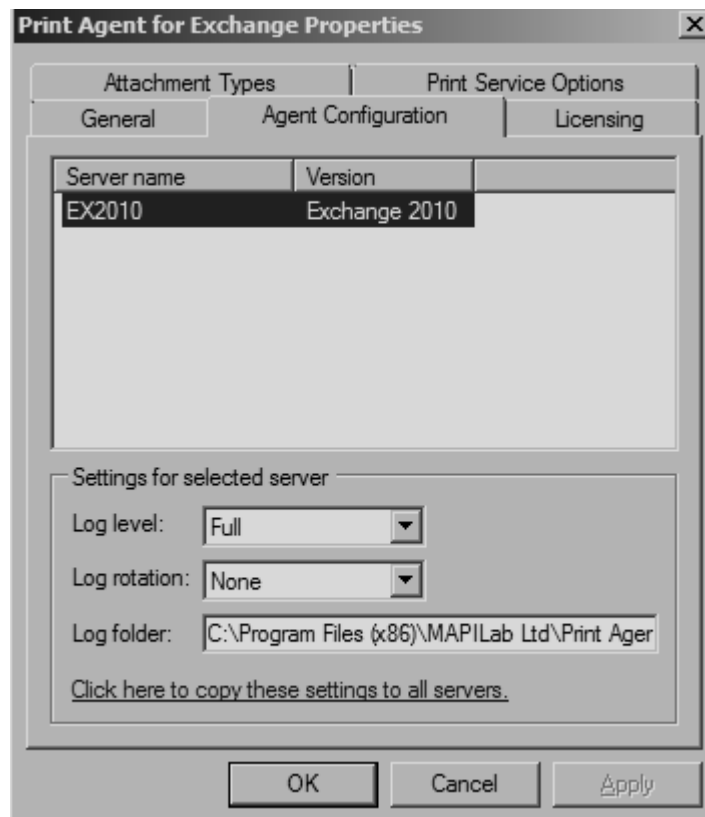 Print Agent for Exchange Properties
Attachment Types Print Service Options
General Agent Configuration Licensing
Server name Version
EX2010 Exchange 2010
Settings for selected server
Log level: Full
Log rotation: None
Log folder: C:\Program Files (x86)\MAPILab Ltd\Print Ager
Click here to copy these settings to all servers.
OK Cancel Apply